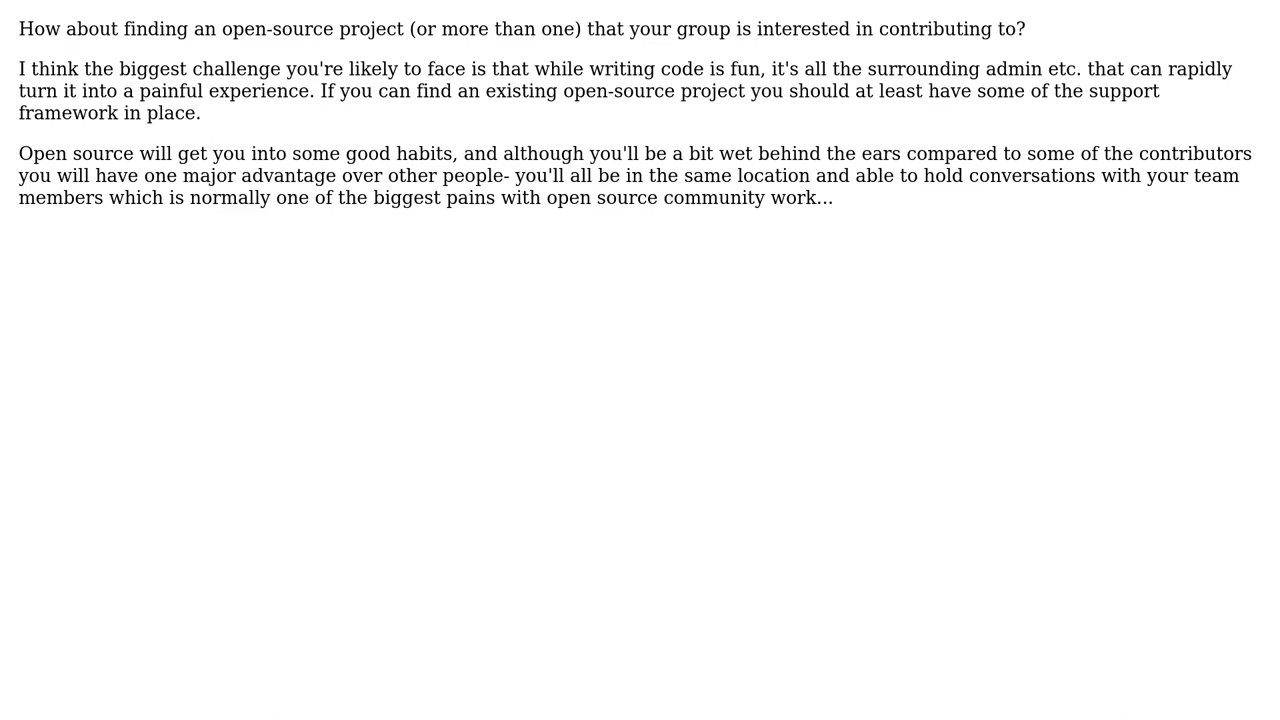 How about finding an open-source project (or more than one) that your group is interested in contributing to?
I think the biggest challenge you're likely to face is that while writing code is fun, it's all the surrounding admin etc. that can rapidly
turn it into a painful experience. If you can find an existing open-source project you should at least have some of the support
framework in place.
Open source will get you into some good habits, and although you'll be a bit wet behind the ears compared to some of the contributors
you will have one major advantage over other people- you'll all be in the same location and able to hold conversations with your team
members which is normally one of the biggest pains with open source community work...